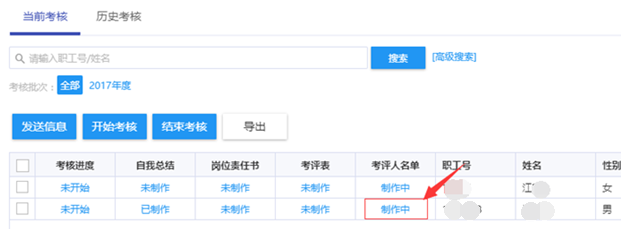 当前考核 历史考核
请输入职工号/姓名 搜索 [高级搜索]
考核批次： 全部 2017年度
发送信息 开始考核 结束考核 导出
考核进度 自我总结 岗位责任书 考评表 考评人名单 职工号 姓名 性别
未开始 未制作 未制作 未制作 制作中 江 女
未开始 已制作 未制作 未制作 制作中 男